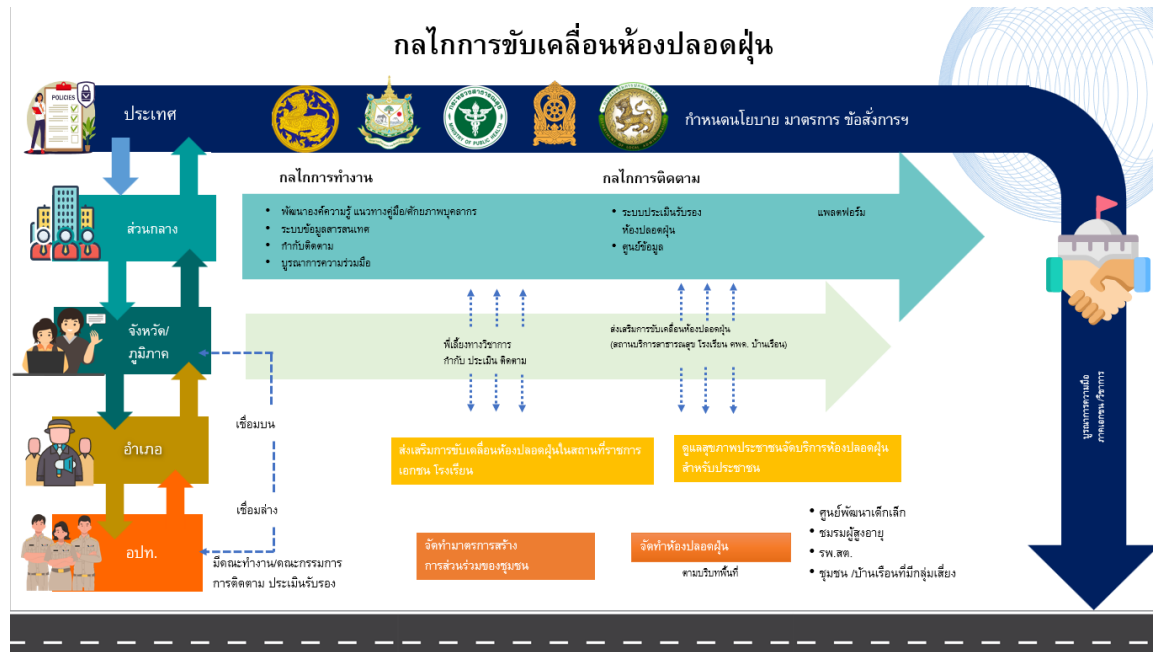 กลไกการขับเคลื่อนห้องปลอดฝุ่น
POLICIES
ประเทศ
กระทรวงสาธารณสุข
MINISTRY OF PUBLIC HEALTH
กำหนดนโยบาย มาตรการ ข้อสั่งการฯ
ส่วนกลาง
กลไกการทำงาน
• พัฒนาองค์ความรู้ แนวทางคู่มือ/ศักยภาพบุคลากร
• ระบบข้อมูลสารสนเทศ
• กำกับติดตาม
• บูรณาการความร่วมมือ
กลไกการติดตาม
• ระบบประเมินรับรอง
ห้องปลอดฝุ่น
• ศูนย์ข้อมูล
แพลตฟอร์ม
จังหวัด/
ภูมิภาค
พี่เลี้ยงทางวิชาการ
กำกับ ประเมิน ติดตาม
ส่งเสริมการขับเคลื่อนห้องปลอดฝุ่น
(สถานบริการสาธารณสุข โรงเรียน ศพด. บ้านเรือน)
อำเภอ
เชื่อมบน
เชื่อมล่าง
ส่งเสริมการขับเคลื่อนห้องปลอดฝุ่นในสถานที่ราชการ
เอกชน โรงเรียน
ดูแลสุขภาพประชาชนจัดบริการห้องปลอดฝุ่น
สำหรับประชาชน
อปท.
มีคณะทำงาน/คณะกรรมการ
การติดตาม ประเมินรับรอง
จัดทำมาตรการสร้าง
การส่วนร่วมของชุมชน
จัดทำห้องปลอดฝุ่น
ตามบริบทพื้นที่
• ศูนย์พัฒนาเด็กเล็ก
• ชมรมผู้สูงอายุ
• รพ.สต.
• ชุมชน /บ้านเรือนที่มีกลุ่มเสี่ยง
บูรณาการความมือ
ภาคเอกชน /วิชาการ